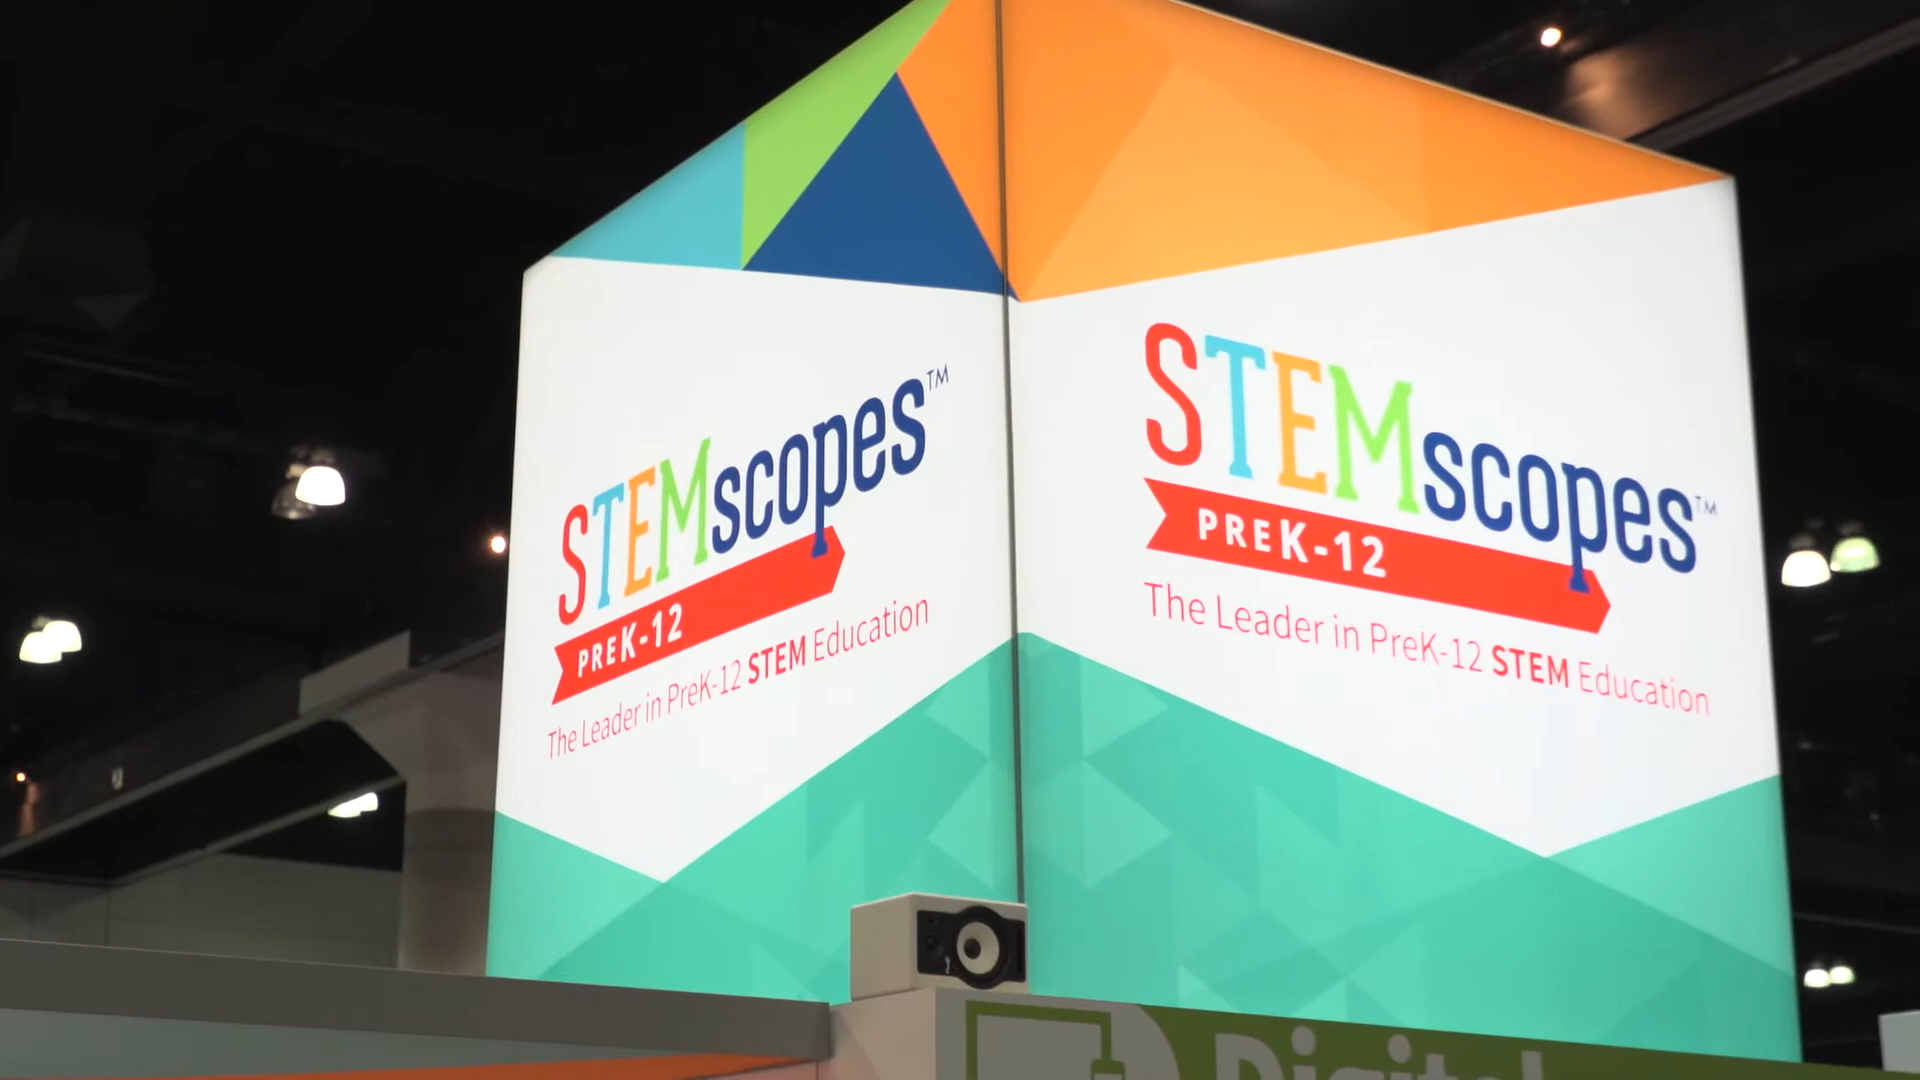 STEMscopes™
PREK-12
The Leader in PreK-12 STEM Education
STEMscopes™
PREK-12
The Leader in PreK-12 STEM Education
Digital